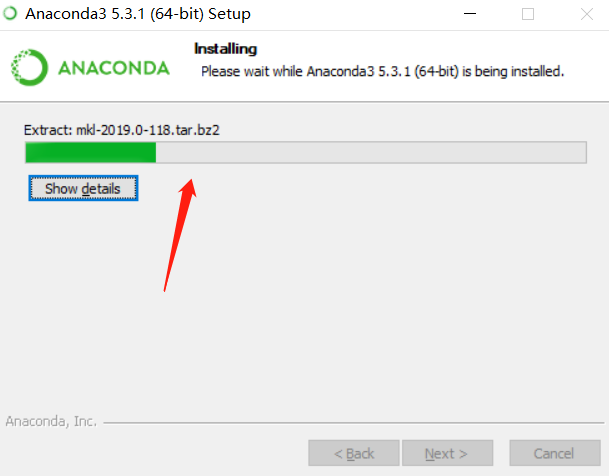 Anaconda3 5.3.1 (64-bit) Setup
Installing
Please wait while Anaconda3 5.3.1 (64-bit) is being installed.
ANACONDA
Extract: mkl-2019.0-118.tar.bz2
Show details
Anaconda, Inc.
< Back Next > Cancel